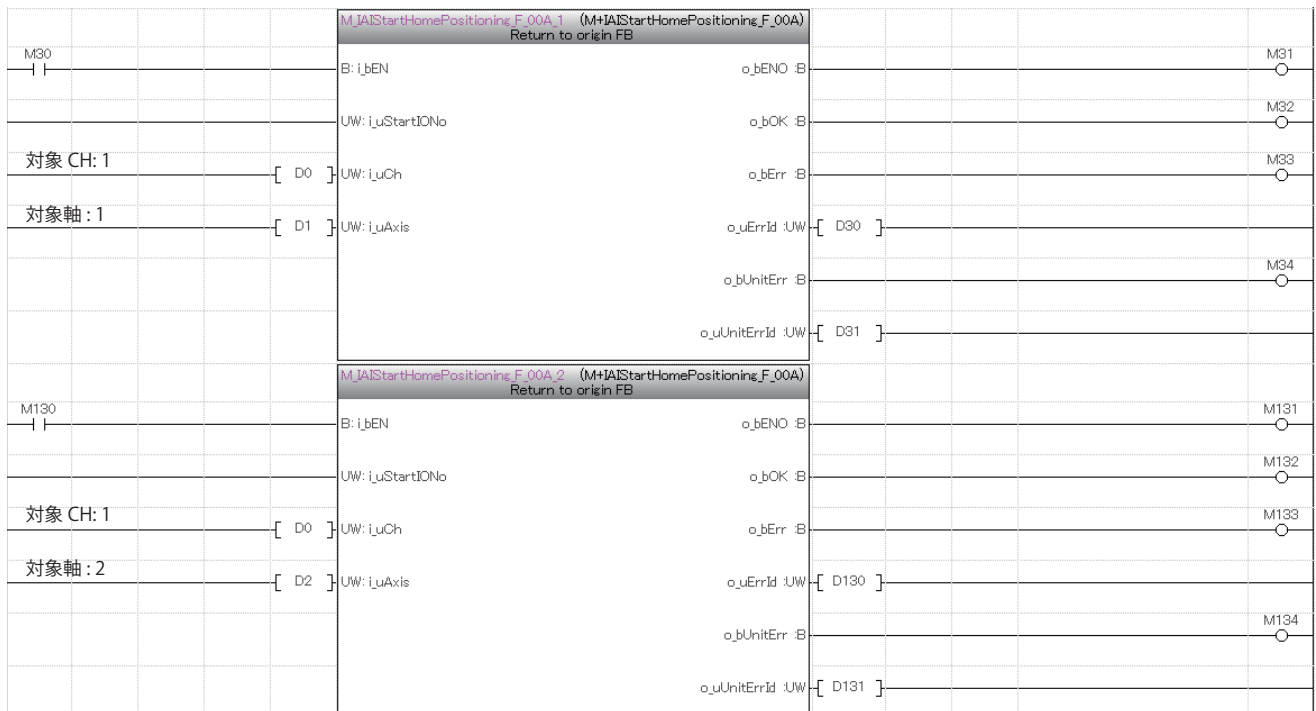 M_IAIStartHomePositioning_F_00A_1 (M+IAIStartHomePositioning_F_00A)
Return to origin FB
M30
B: i_bEN
o_bENO :B
M31
UW: i_uStartIONo
o_bOK :B
M32
対象 CH: 1
[ D0 ]
UW: i_uCh
o_bErr :B
M33
対象軸 : 1
[ D1 ]
UW: i_uAxis
o_uErrId :UW
[ D30 ]
o_bUnitErr :B
M34
o_uUnitErrId :UW
[ D31 ]
M_IAIStartHomePositioning_F_00A_2 (M+IAIStartHomePositioning_F_00A)
Return to origin FB
M130
B: i_bEN
o_bENO :B
M131
UW: i_uStartIONo
o_bOK :B
M132
対象 CH: 1
[ D0 ]
UW: i_uCh
o_bErr :B
M133
対象軸 : 2
[ D2 ]
UW: i_uAxis
o_uErrId :UW
[ D130 ]
o_bUnitErr :B
M134
o_uUnitErrId :UW
[ D131 ]